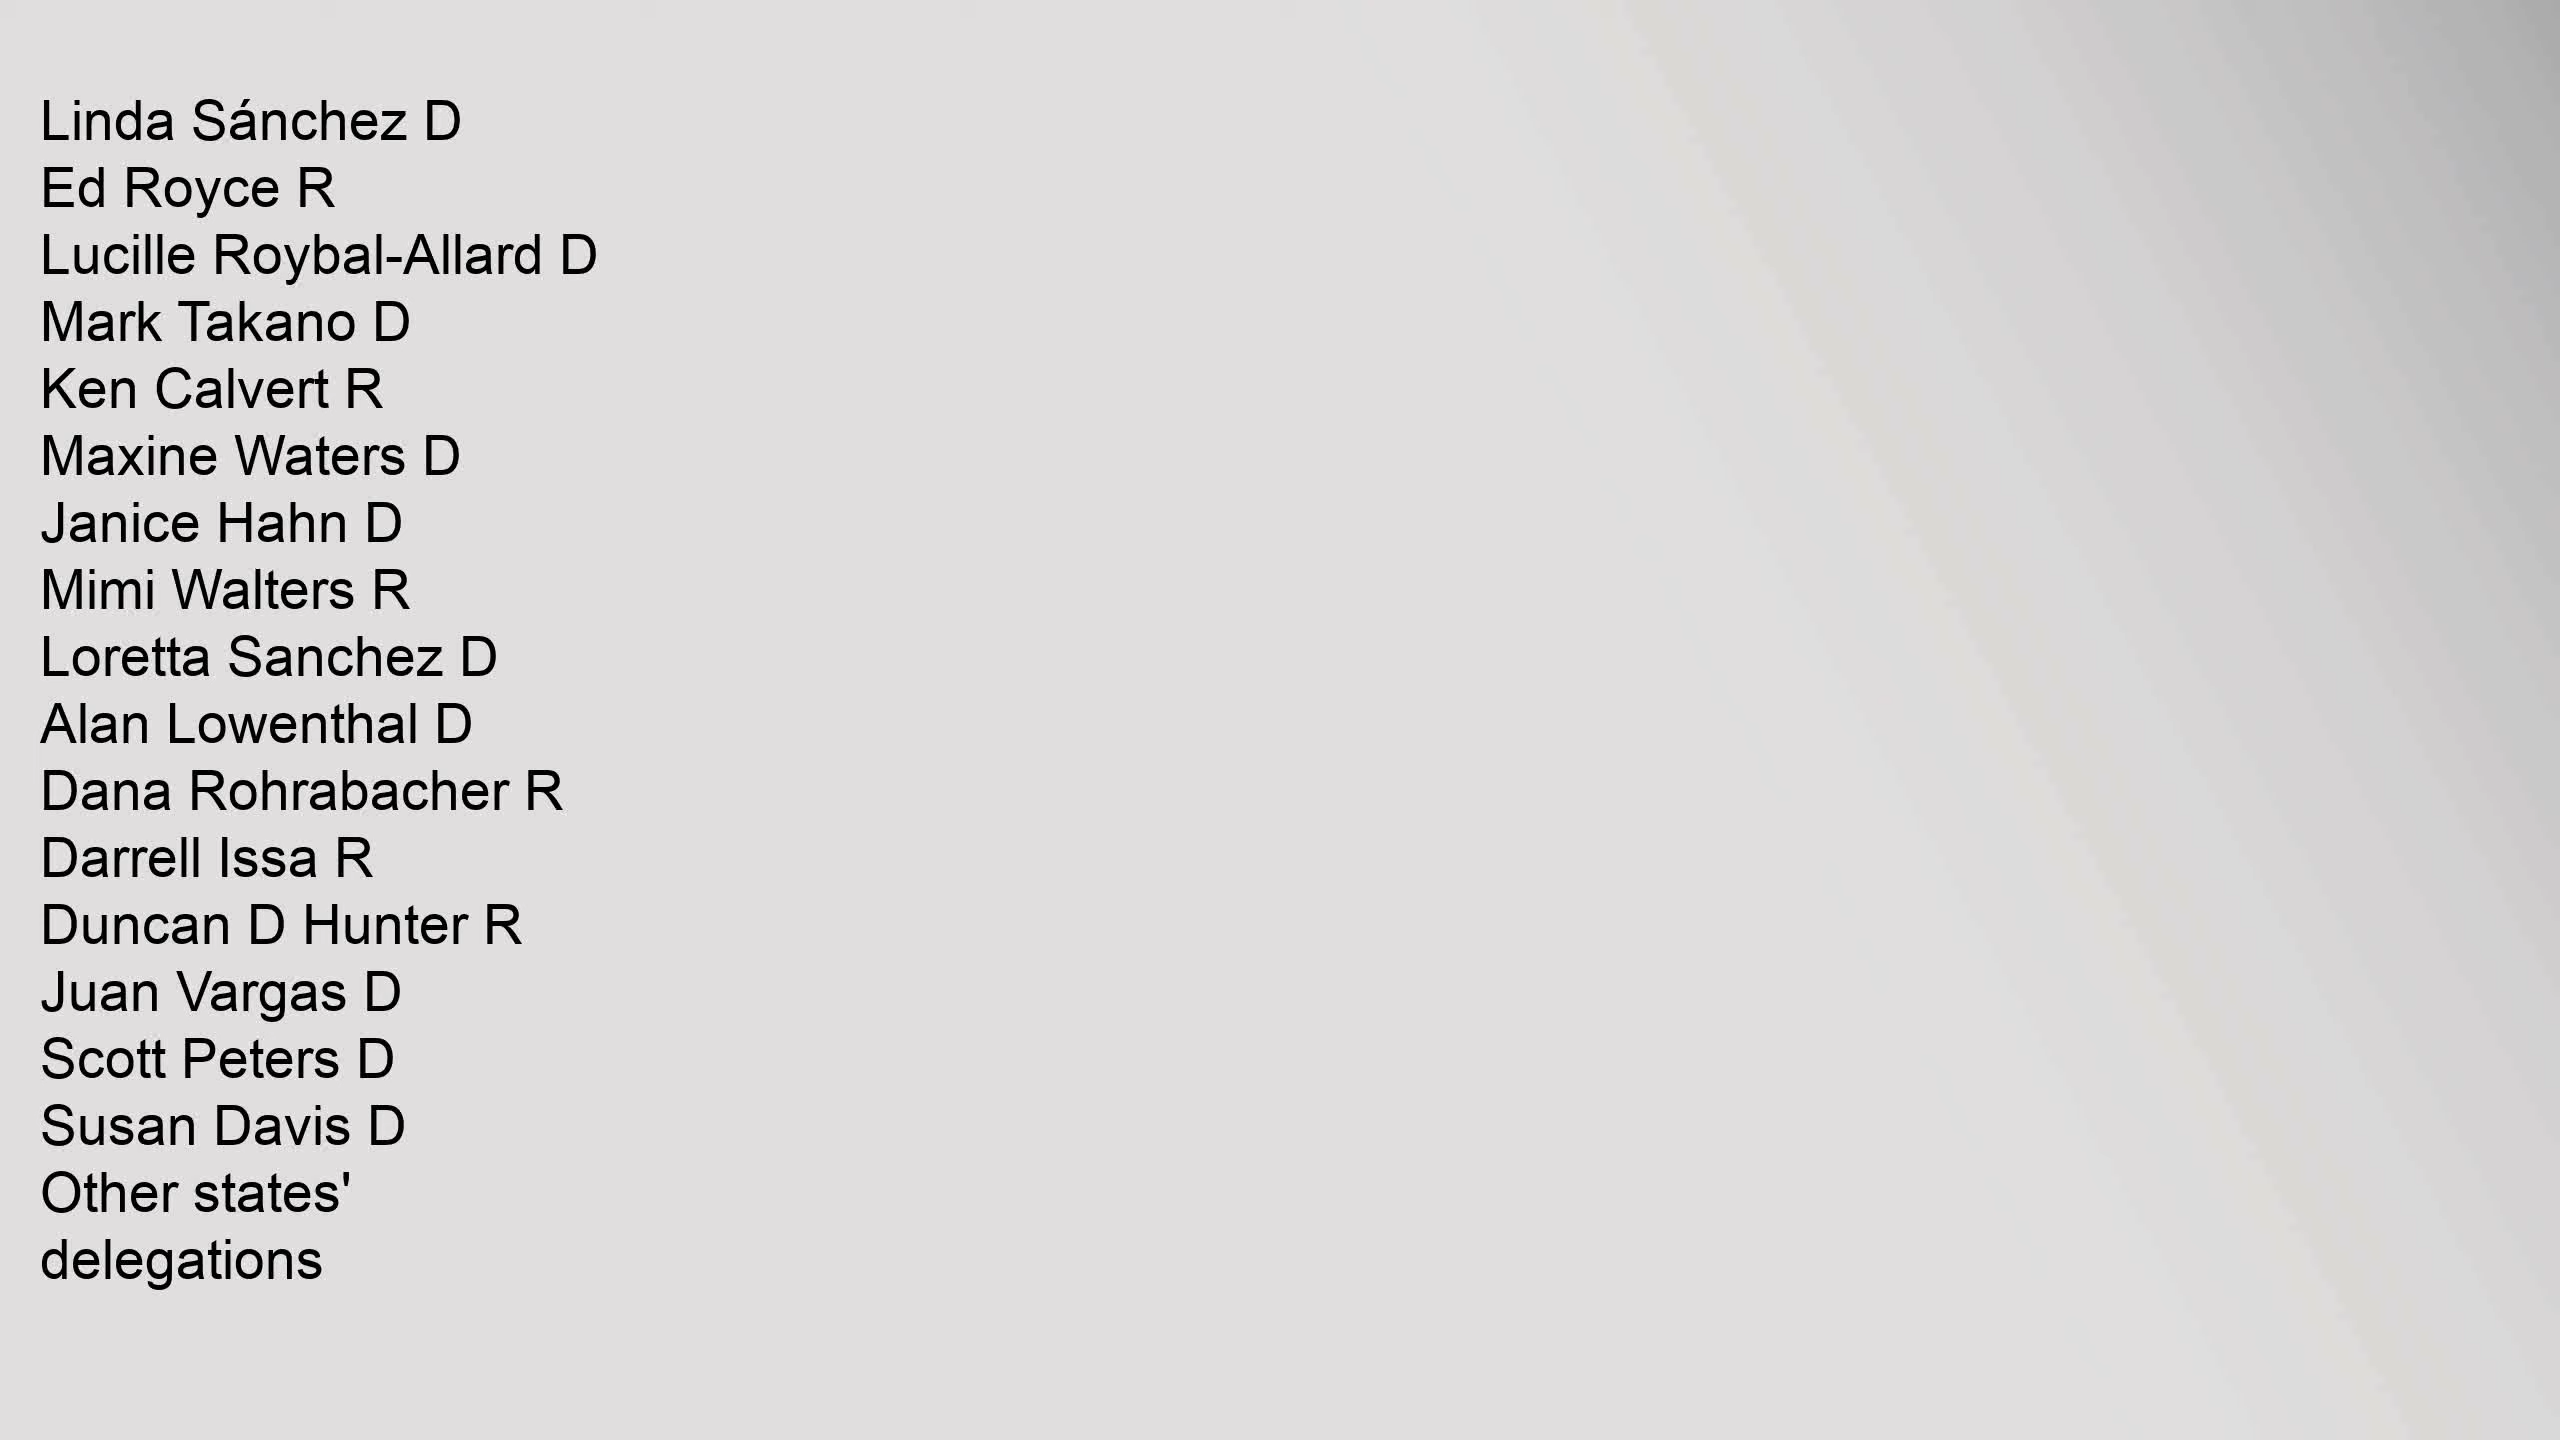 Linda Sánchez D
Ed Royce R
Lucille Roybal-Allard D
Mark Takano D
Ken Calvert R
Maxine Waters D
Janice Hahn D
Mimi Walters R
Loretta Sanchez D
Alan Lowenthal D
Dana Rohrabacher R
Darrell Issa R
Duncan D Hunter R
Juan Vargas D
Scott Peters D
Susan Davis D
Other states'
delegations